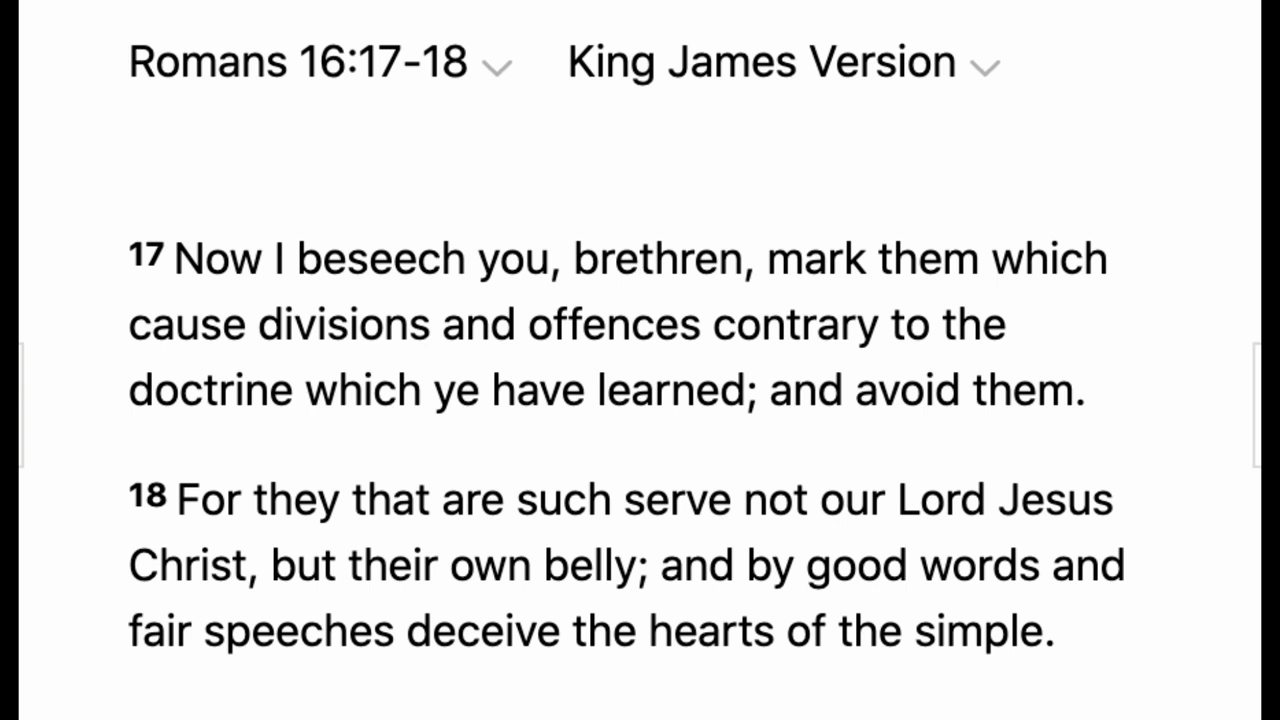 Romans 16:17-18 King James Version
17 Now I beseech you, brethren, mark them which
cause divisions and offences contrary to the
doctrine which ye have learned; and avoid them.
18 For they that are such serve not our Lord Jesus
Christ, but their own belly; and by good words and
fair speeches deceive the hearts of the simple.